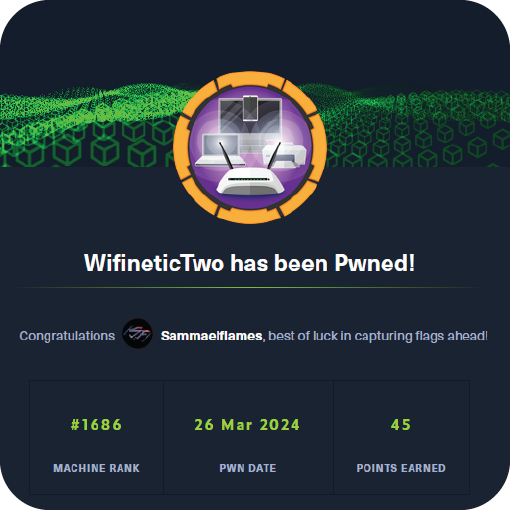 WifineticTwo has been Pwned!
Congratulations Sammaelflames, best of luck in capturing flags ahead!
#1686 26 Mar 2024 45
MACHINE RANK PWN DATE POINTS EARNED